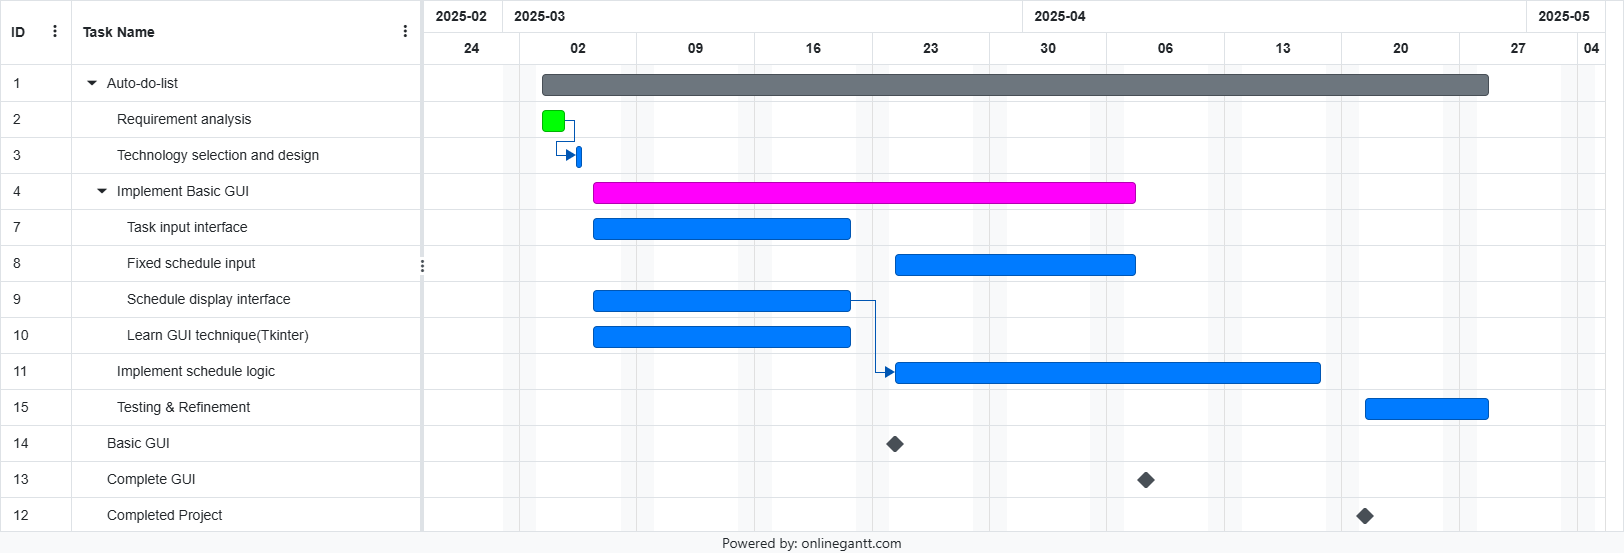 ID Task Name 2025-02 2025-03 2025-04 2025-05
24 02 09 16 23 30 06 13 20 27 04
1 Auto-do-list
2 Requirement analysis
3 Technology selection and design
4 Implement Basic GUI
7 Task input interface
8 Fixed schedule input
9 Schedule display interface
10 Learn GUI technique(Tkinter)
11 Implement schedule logic
15 Testing & Refinement
14 Basic GUI
13 Complete GUI
12 Completed Project
Powered by: onlinegantt.com